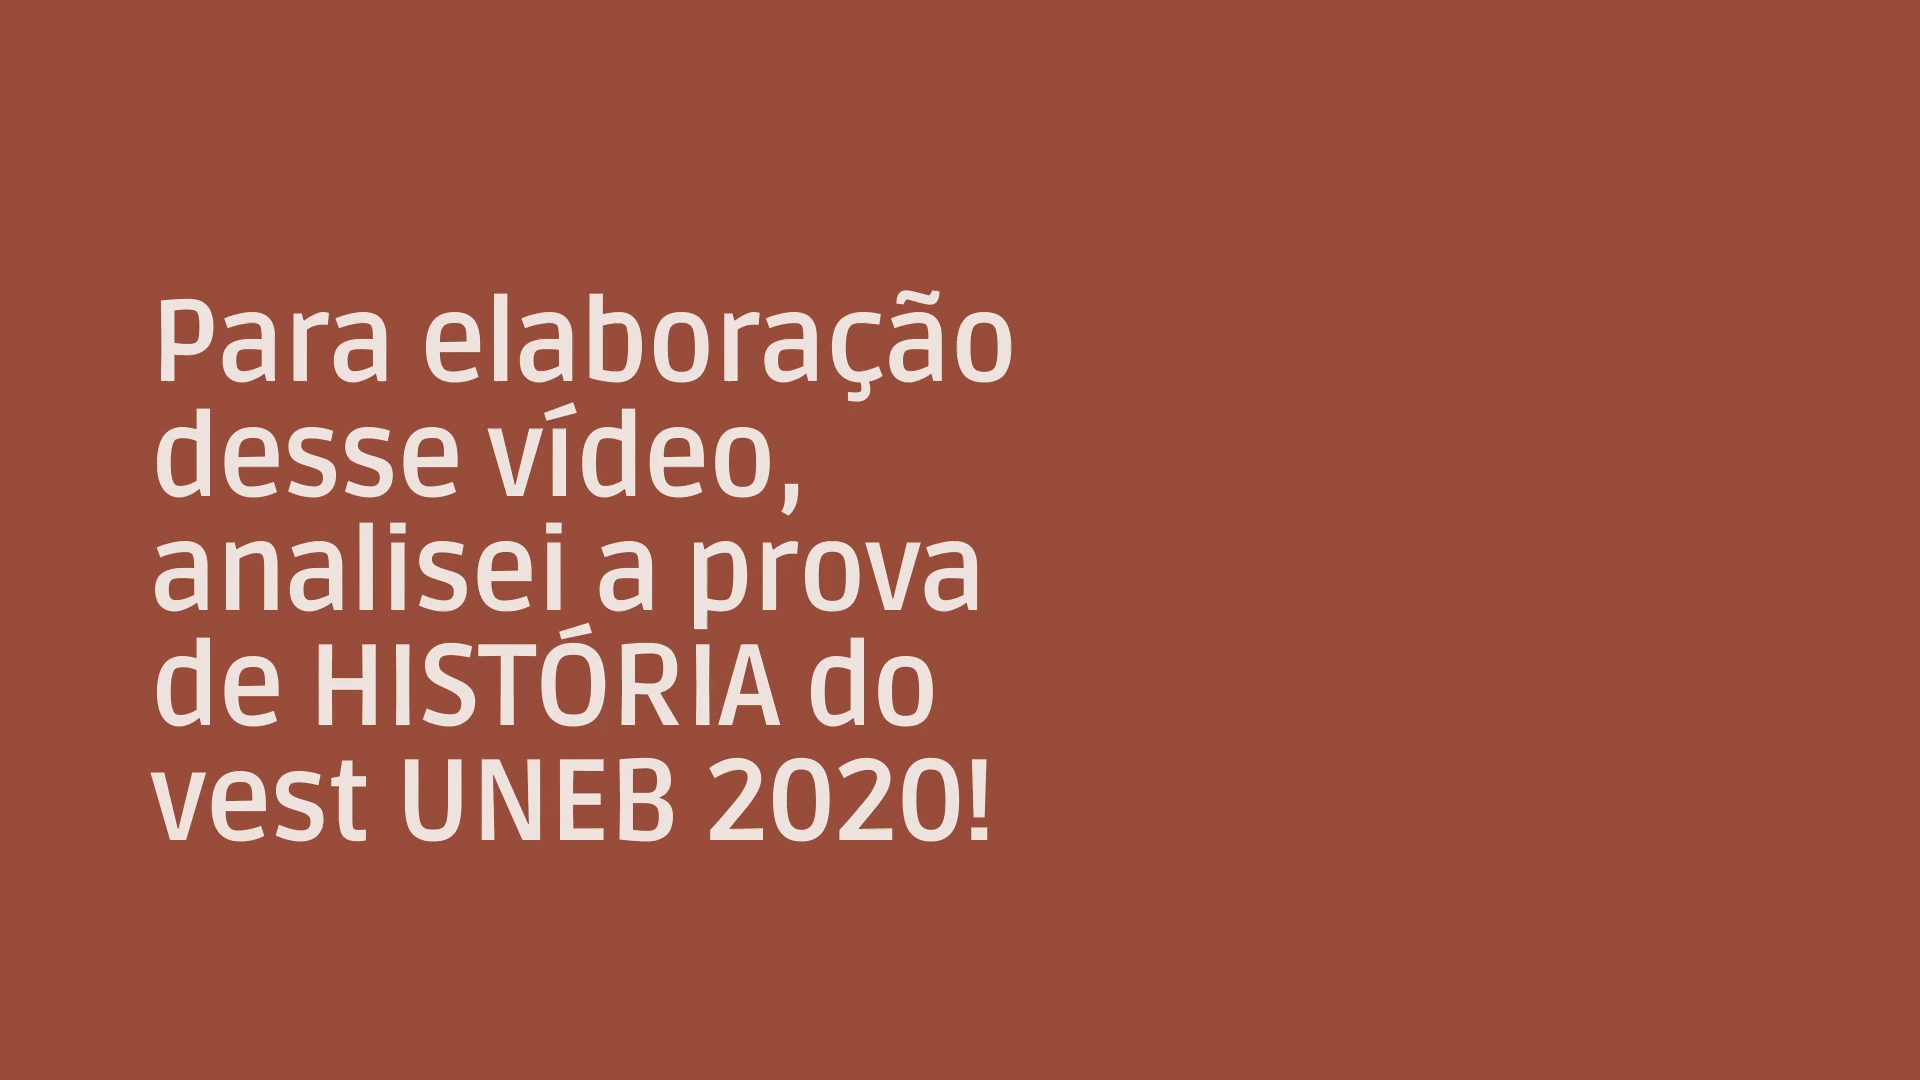 Para elaboração
desse vídeo,
analisei a prova
de HISTÓRIA do
vest UNEB 2020!